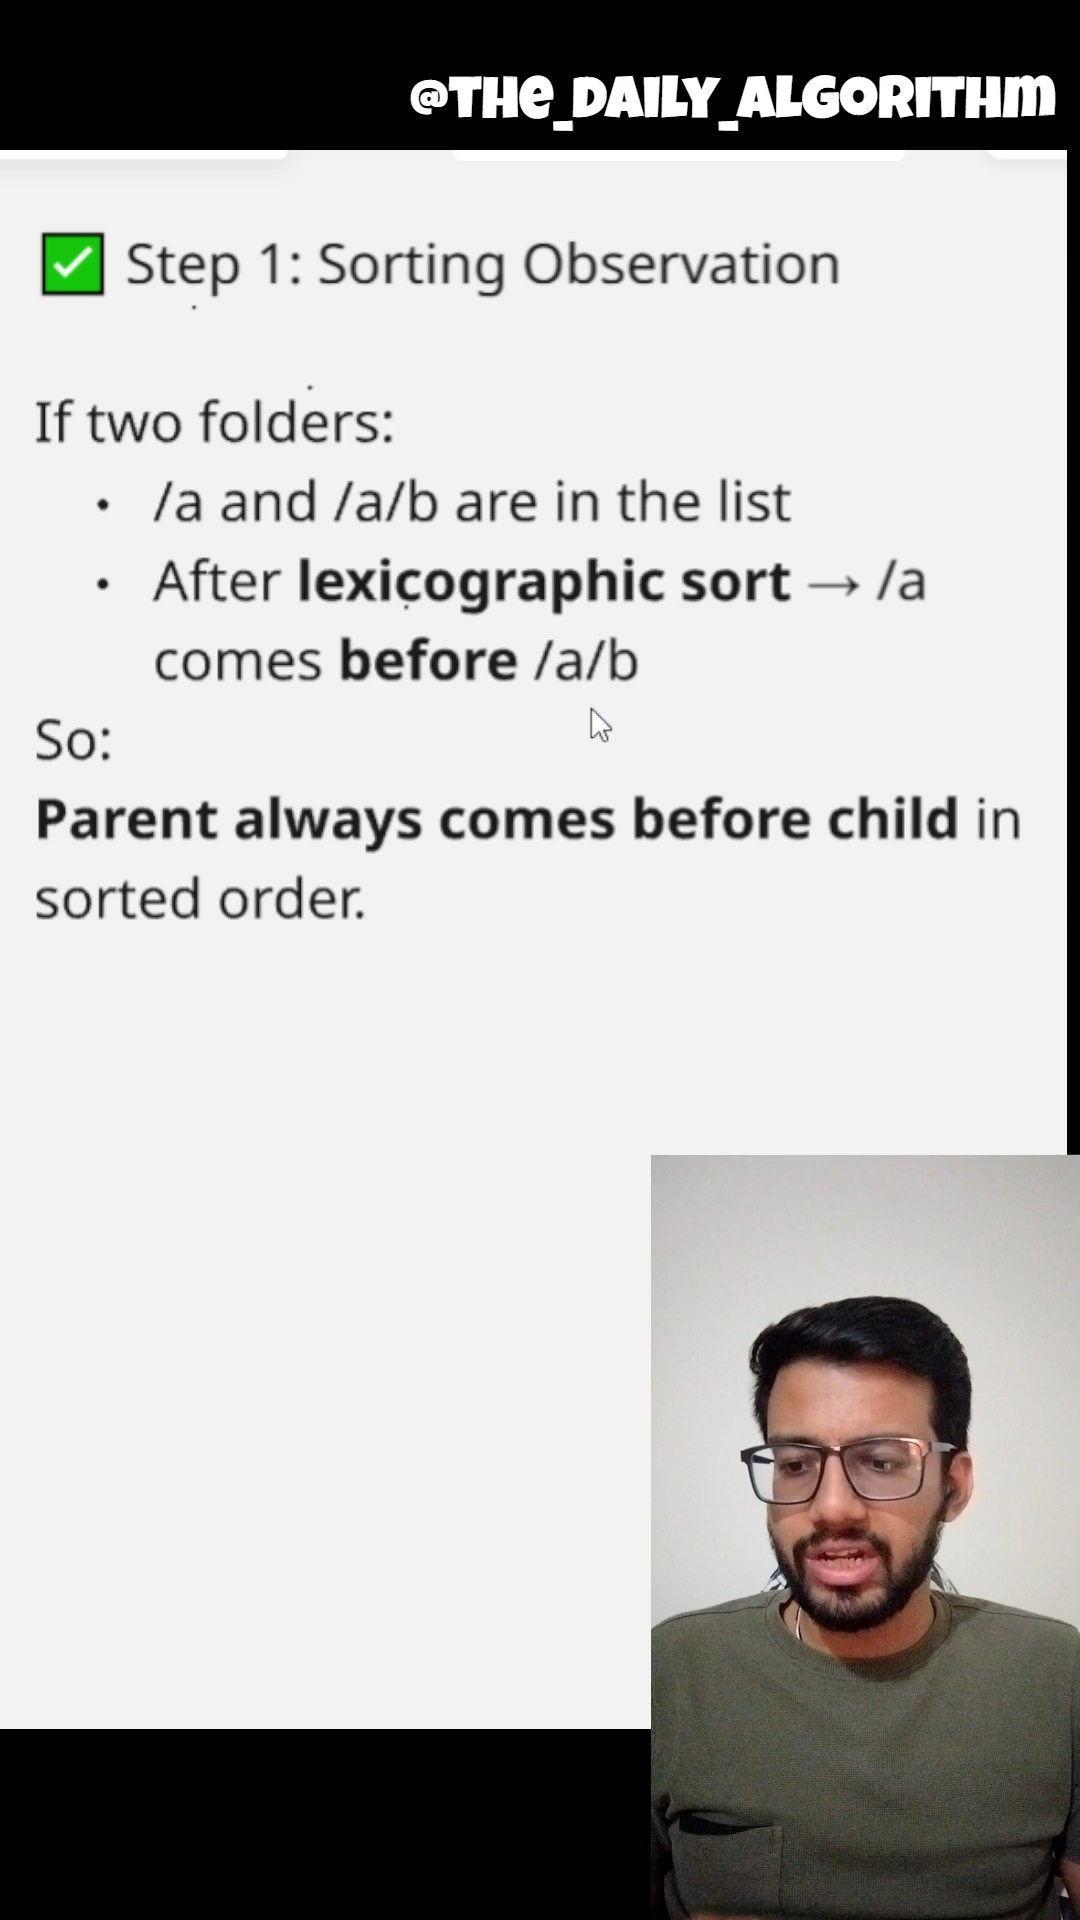 @THe_DAILY_ALGORITHm
✅ Step 1: Sorting Observation
If two folders:
• /a and /a/b are in the list
• After lexicographic sort → /a
comes before /a/b
So:
Parent always comes before child in
sorted order.